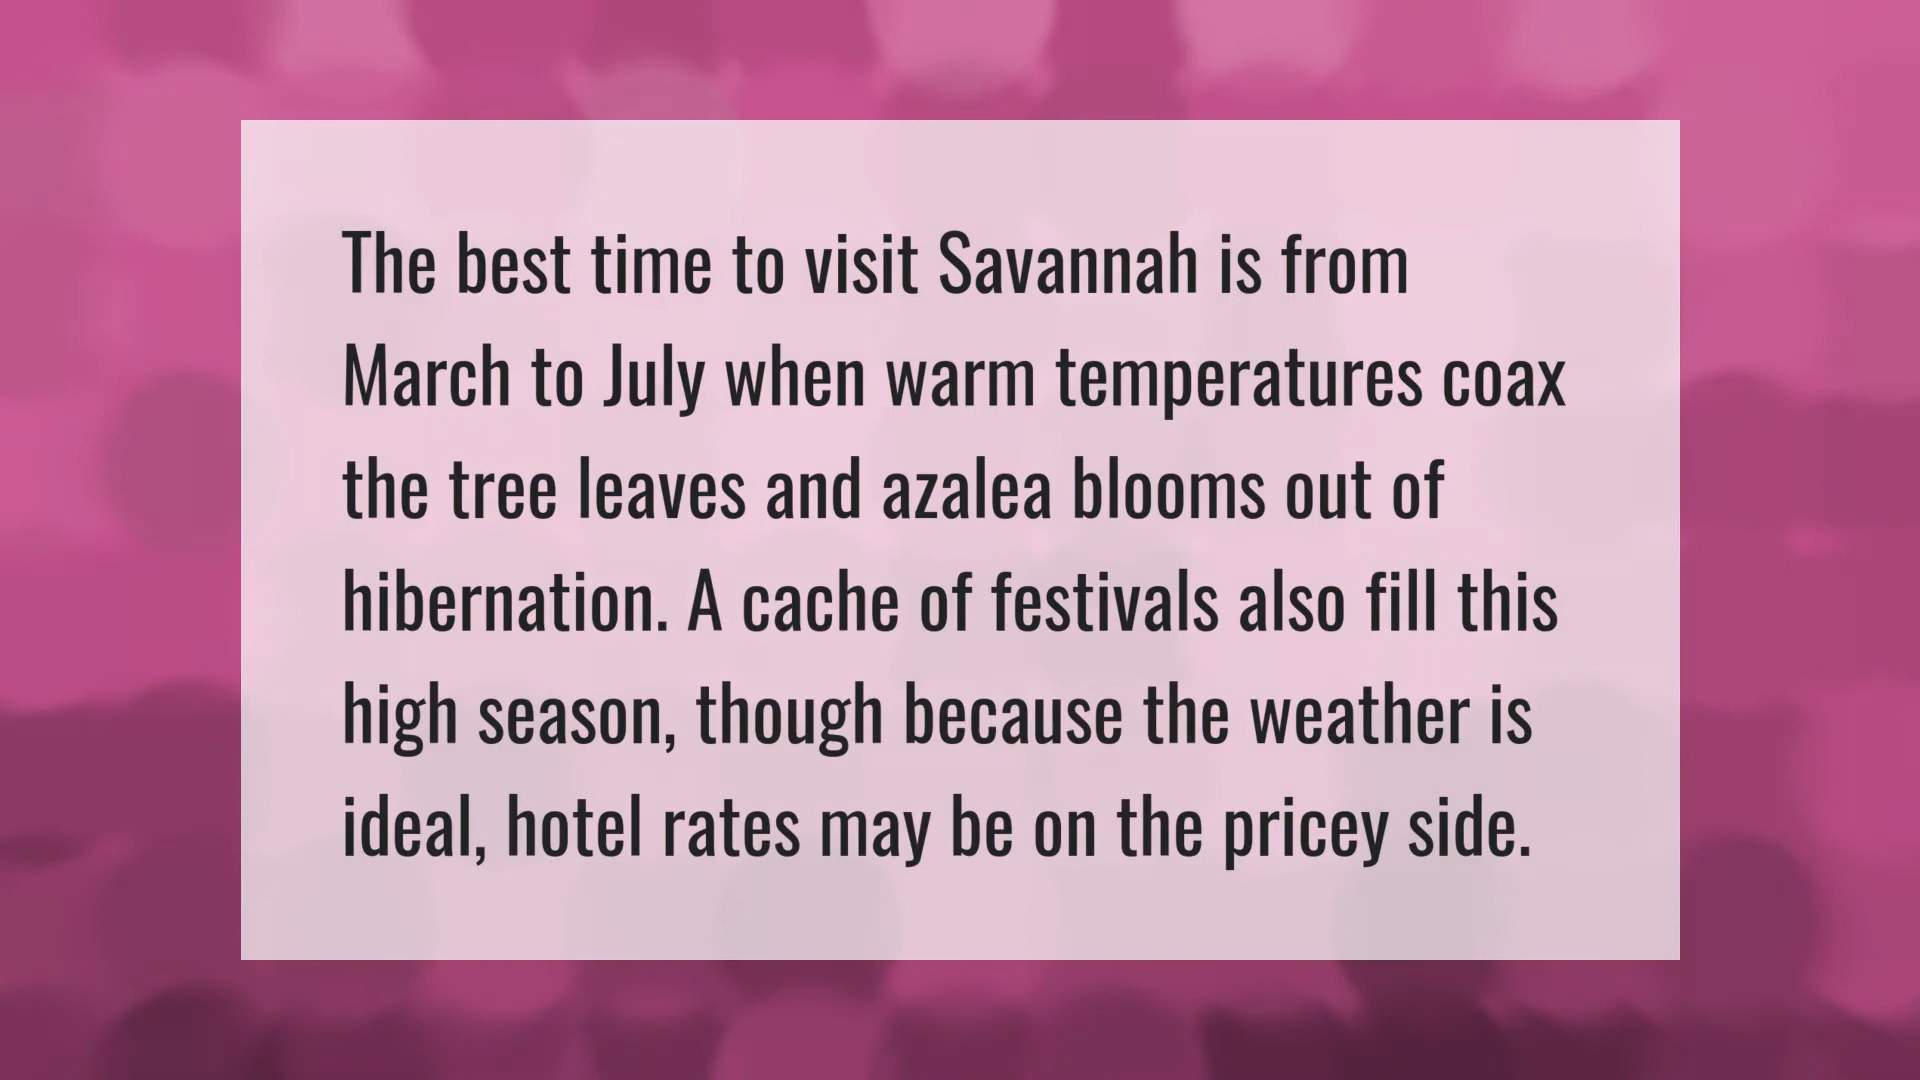 The best time to visit Savannah is from
March to July when warm temperatures coax
the tree leaves and azalea blooms out of
hibernation. A cache of festivals also fill this
high season, though because the weather is
ideal, hotel rates may be on the pricey side.